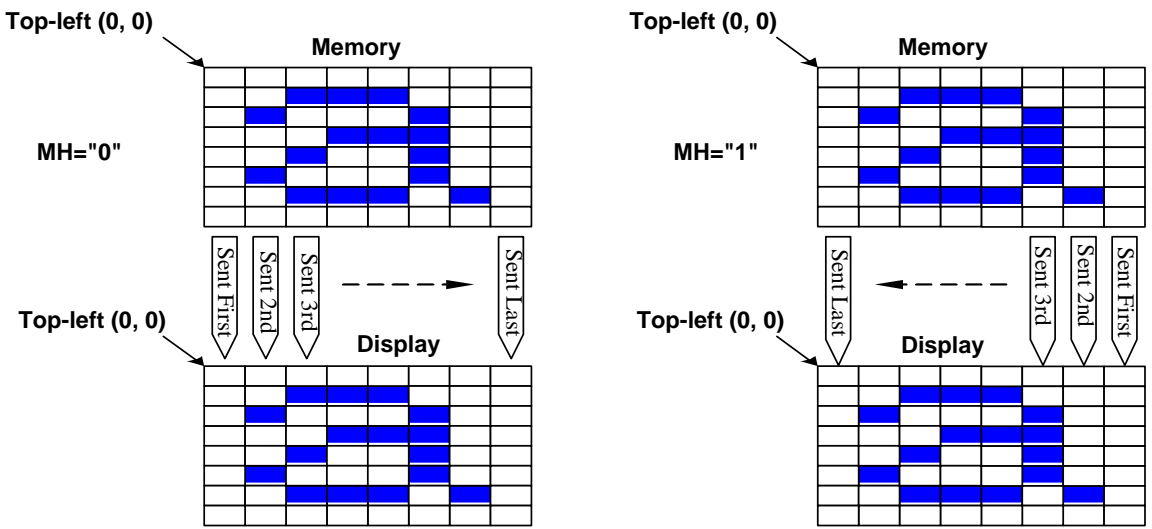 Top-left (0, 0)
Memory
MH="0"
Sent First
Sent 2nd
Sent 3rd
Sent Last
Top-left (0, 0)
Display
Top-left (0, 0)
Memory
MH="1"
Sent Last
Sent 3rd
Sent 2nd
Sent First
Top-left (0, 0)
Display